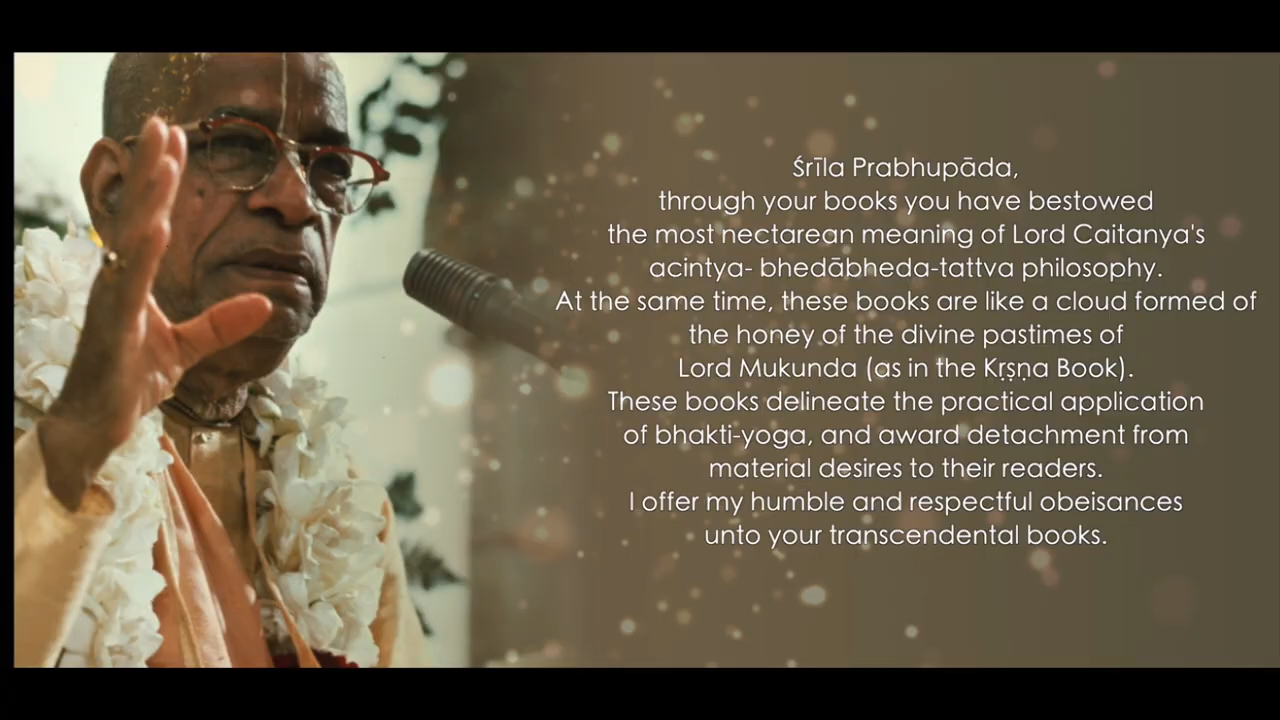 Śrīla Prabhupāda,
through your books you have bestowed
the most nectarean meaning of Lord Caitanya's
acintya- bhedābheda-tattva philosophy.
At the same time, these books are like a cloud formed of
the honey of the divine pastimes of
Lord Mukunda (as in the Kṛṣṇa Book).
These books delineate the practical application
of bhakti-yoga, and award detachment from
material desires to their readers.
I offer my humble and respectful obeisances
unto your transcendental books.